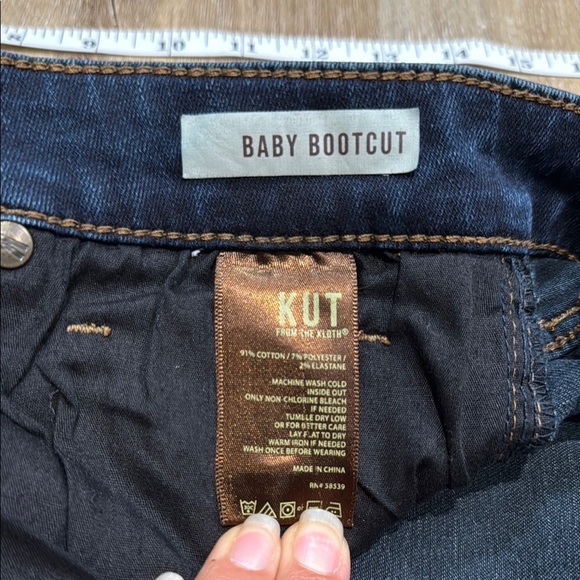 8 9 10 11 12 13 14 15
BABY BOOTCUT
KUT
FROM THE KLOTH®
91% COTTON / 7% POLYESTER /
2% ELASTANE
MACHINE WASH COLD
INSIDE OUT
ONLY NON-CHLORINE BLEACH
IF NEEDED
TUMBLE DRY LOW
OR FOR BETTER CARE
LAY FLAT TO DRY
WARM IRON IF NEEDED
WASH ONCE BEFORE WEARING
MADE IN CHINA
RN# 58539
or